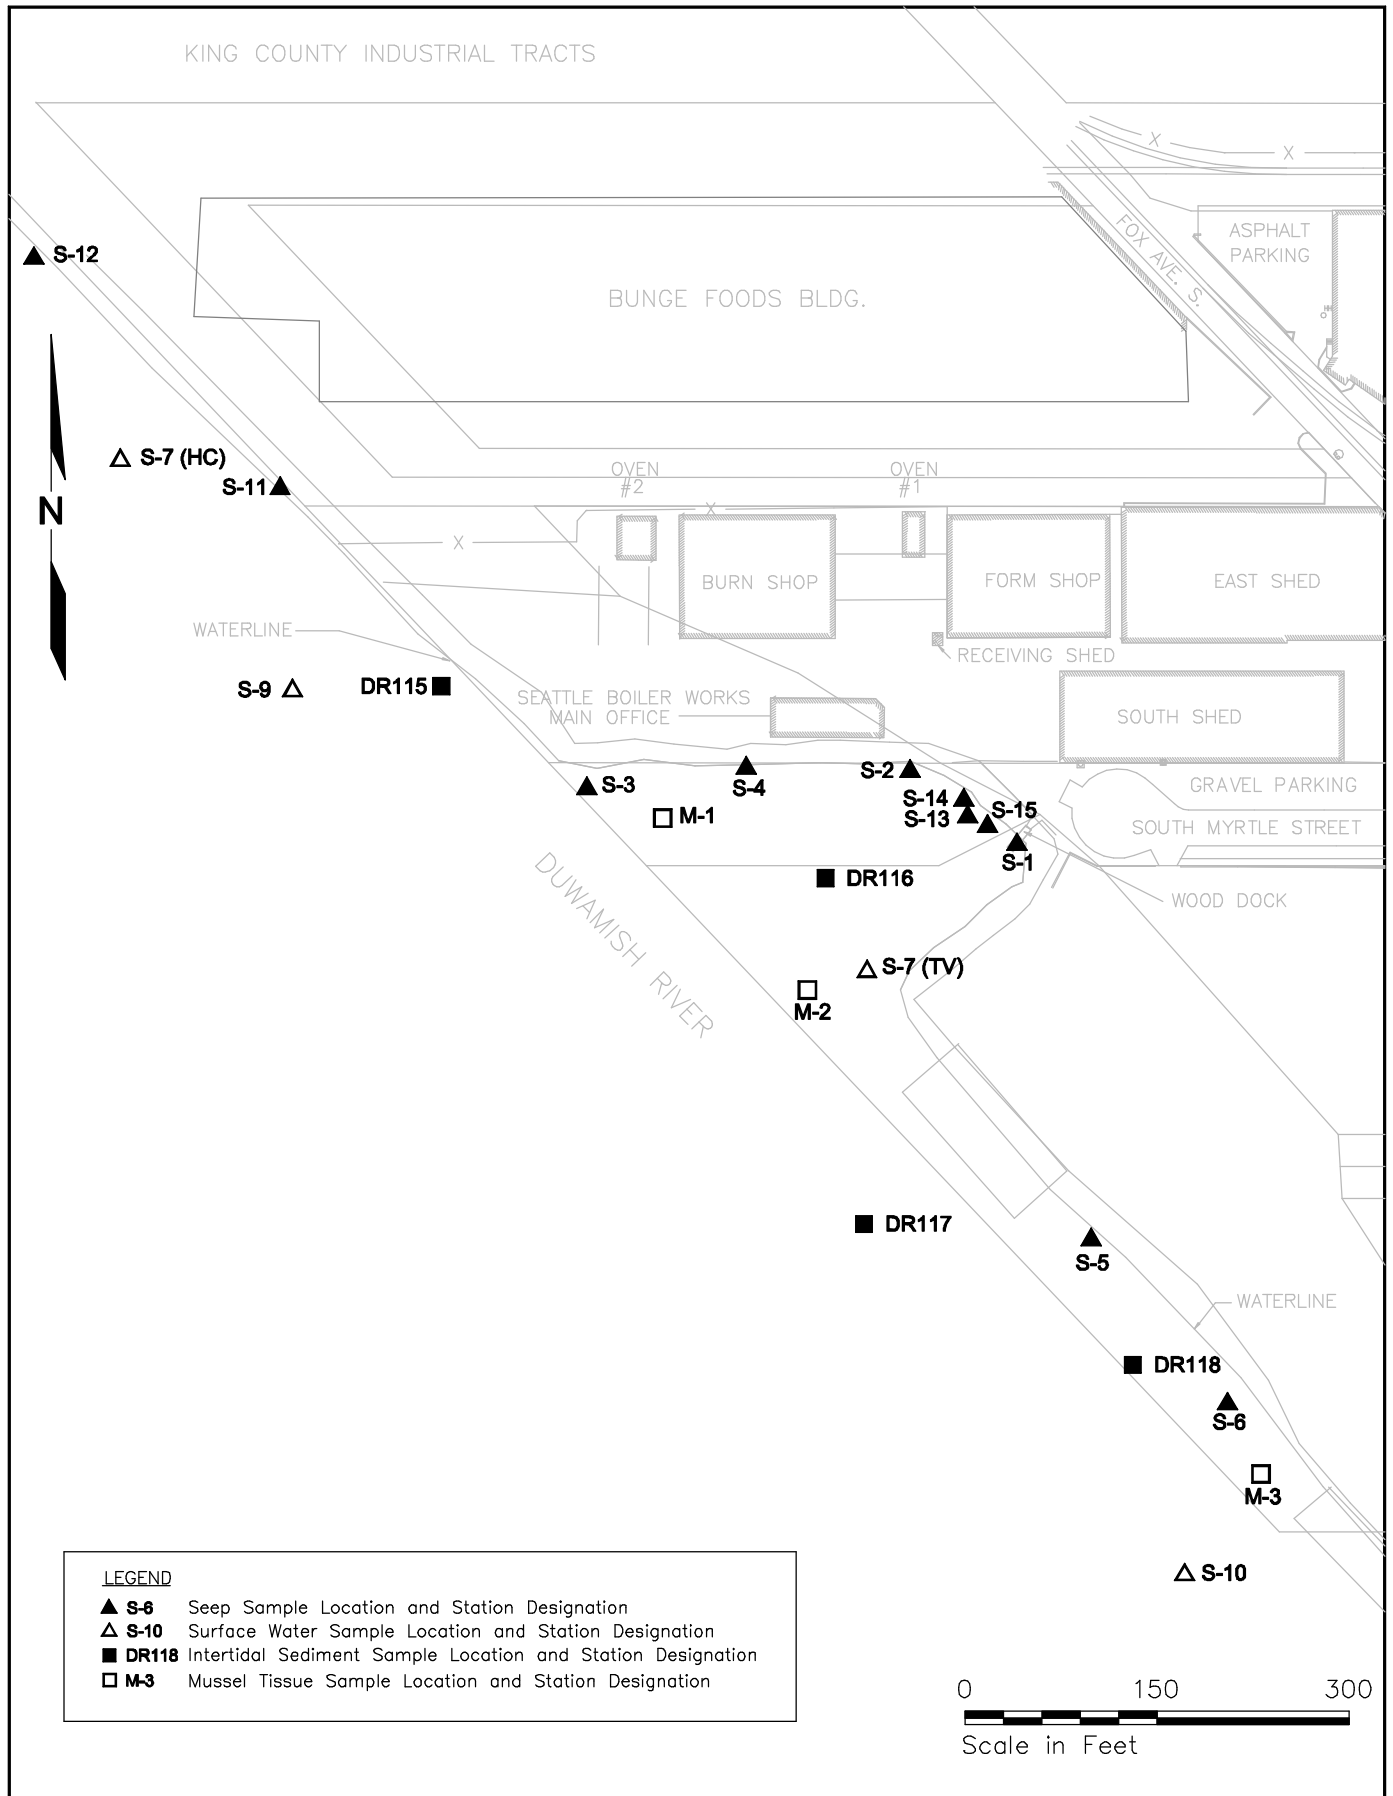 KING COUNTY INDUSTRIAL TRACTS
X
X
FOX AVE. S.
ASPHALT
PARKING
S-12
BUNGE FOODS BLDG.
S-7 (HC)
S-11
N
OVEN
#2
OVEN
#1
X
X
BURN SHOP
FORM SHOP
EAST SHED
WATERLINE
RECEIVING SHED
S-9
DR115
SEATTLE BOILER WORKS
MAIN OFFICE
SOUTH SHED
S-3
S-4
S-2
S-14
S-13
S-15
S-1
GRAVEL PARKING
SOUTH MYRTLE STREET
M-1
DR116
WOOD DOCK
DUWAMISH RIVER
S-7 (TV)
M-2
DR117
S-5
WATERLINE
DR118
S-6
M-3
S-10
LEGEND
S-6 Seep Sample Location and Station Designation
S-10 Surface Water Sample Location and Station Designation
DR118 Intertidal Sediment Sample Location and Station Designation
M-3 Mussel Tissue Sample Location and Station Designation
0 150 300
Scale in Feet